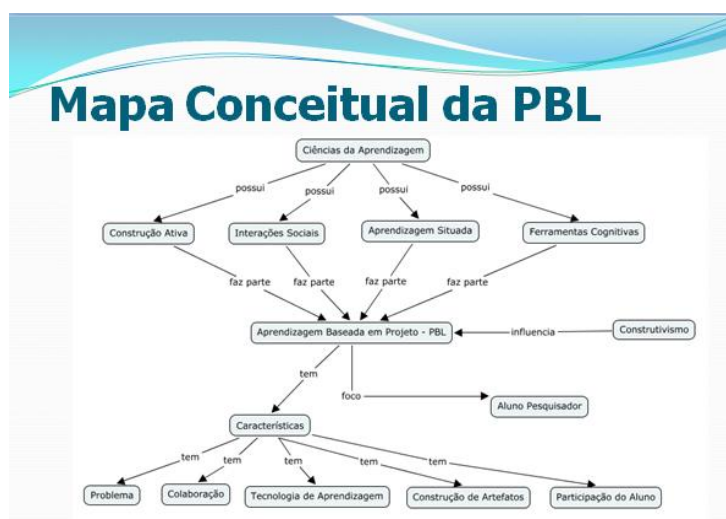 Mapa Conceitual da PBL
Ciências da Aprendizagem
possui possui possui possui
Construção Ativa Interações Sociais Aprendizagem Situada Ferramentas Cognitivas
faz parte faz parte faz parte faz parte
Aprendizagem Baseada em Projeto - PBL influencia Construtivismo
tem
foco
Aluno Pesquisador
Características
tem tem tem tem tem
Problema Colaboração Tecnologia de Aprendizagem Construção de Artefatos Participação do Aluno